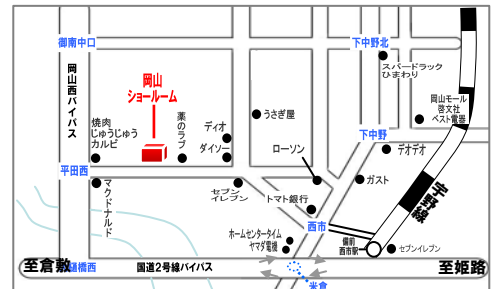 御南中口
下中野北
岡山西バイパス
岡山
ショールーム
スパードラック
ひまわり
岡山モール
啓文社
ベスト電器
焼肉
じゅうじゅう
カルビ
薬のラブ
ディオ
ダイソー
うさぎ屋
ローソン
下中野
デオデオ
平田西
マクドナルド
セブン
イレブン
トマト銀行
ガスト
宇野線
西市
ホームセンタータイム
ヤマダ電機
備前
西市駅
セブンイレブン
至倉敷
橋西
国道2号線バイパス
至姫路
米倉